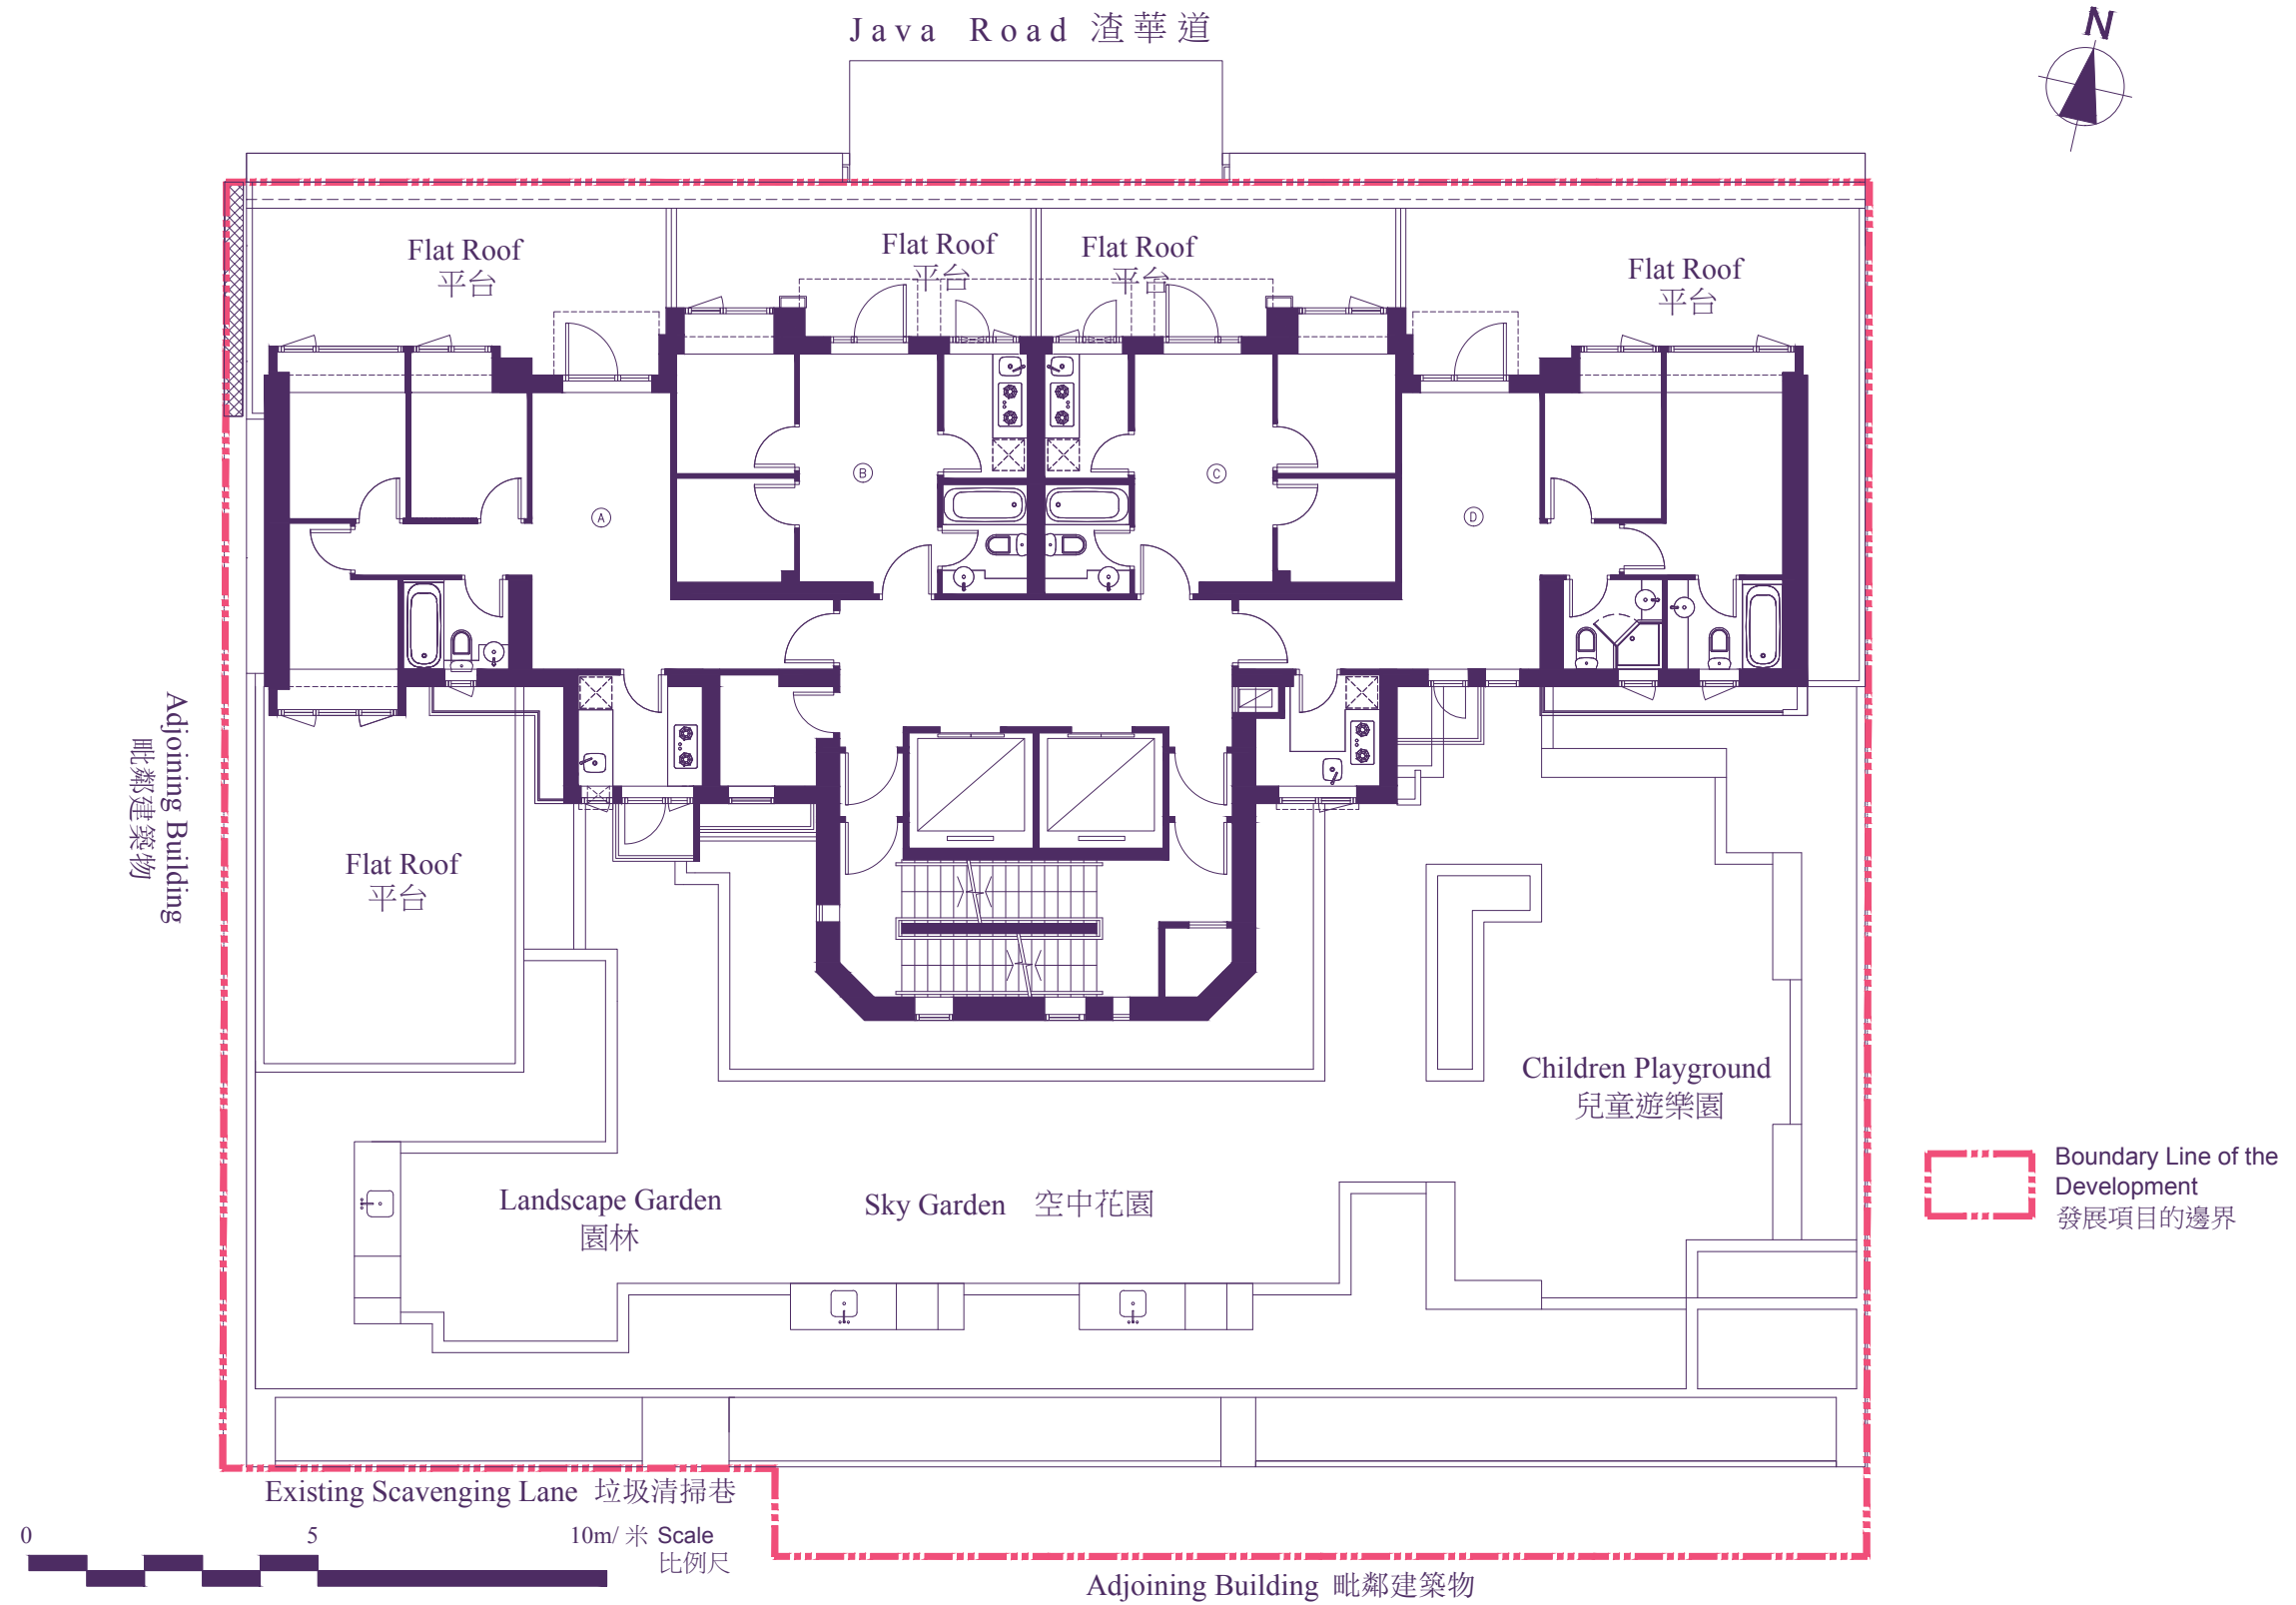 Java Road 渣華道
N
Flat Roof
平台
Flat Roof
平台
Flat Roof
平台
Flat Roof
平台
A
B
C
D
Adjoining Building
毗鄰建築物
Flat Roof
平台
Children Playground
兒童遊樂園
Landscape Garden
園林
Sky Garden 空中花園
Boundary Line of the
Development
發展項目的邊界
Existing Scavenging Lane 垃圾清掃巷
0 5 10m/ 米 Scale
比例尺
Adjoining Building 毗鄰建築物